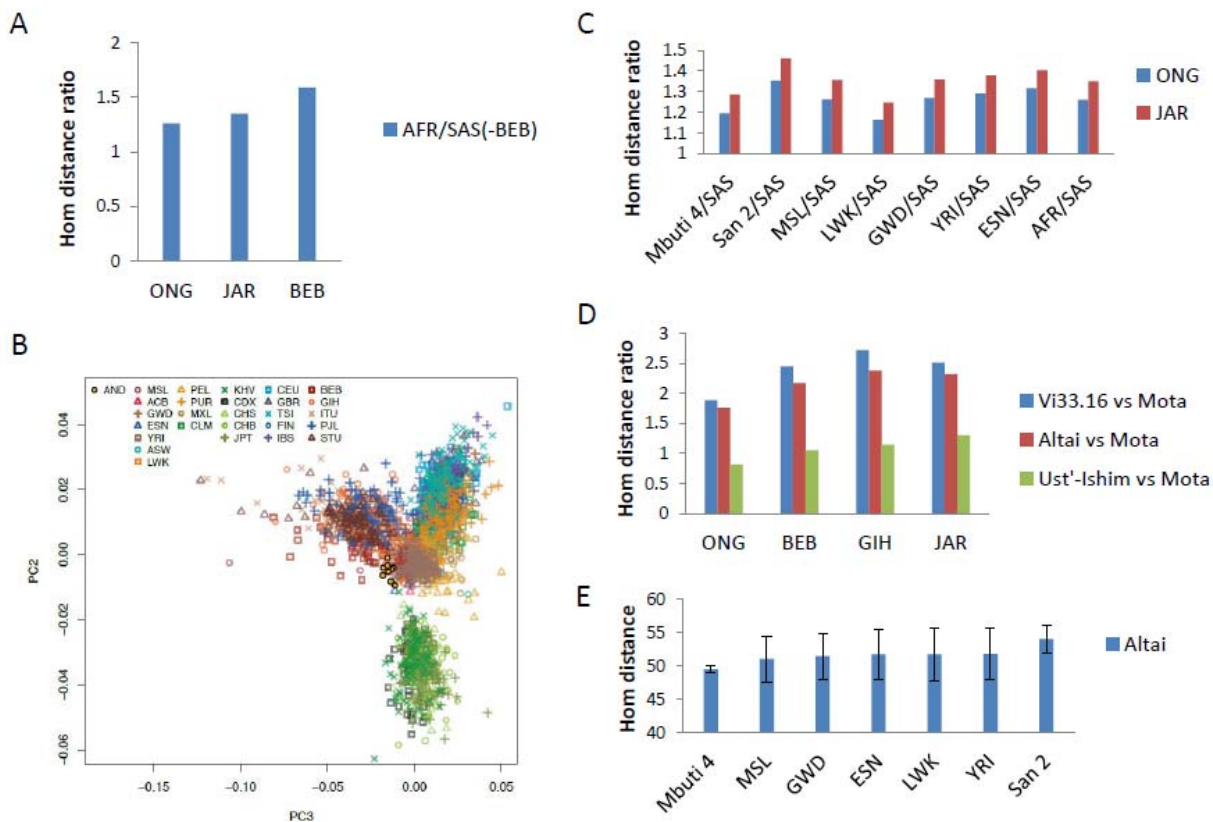 A
Hom distance ratio
2
1.5
1
0.5
0
ONG JAR BEB
AFR/SAS(-BEB)
B
AND MSL PEL KHV CEU BEB
ACB PUR CDX GBR GIH
GWD MXL CHS TSI ITU
ESN CLM CHB FIN PJL
YRI JPT IBS STU
ASW
LWK
PC2
0.04
0.02
0.00
−0.02
−0.04
−0.06
−0.15 −0.10 −0.05 0.00 0.05
PC3
C
Hom distance ratio
1.5
1.4
1.3
1.2
1.1
1
Mbuti 4/SAS
San 2/SAS
MSL/SAS
LWK/SAS
GWD/SAS
YRI/SAS
ESN/SAS
AFR/SAS
ONG
JAR
D
Hom distance ratio
3
2.5
2
1.5
1
0.5
0
ONG BEB GIH JAR
Vi33.16 vs Mota
Altai vs Mota
Ust'-Ishim vs Mota
E
Hom distance
60
55
50
45
40
Mbuti 4
MSL
GWD
ESN
LWK
YRI
San 2
Altai